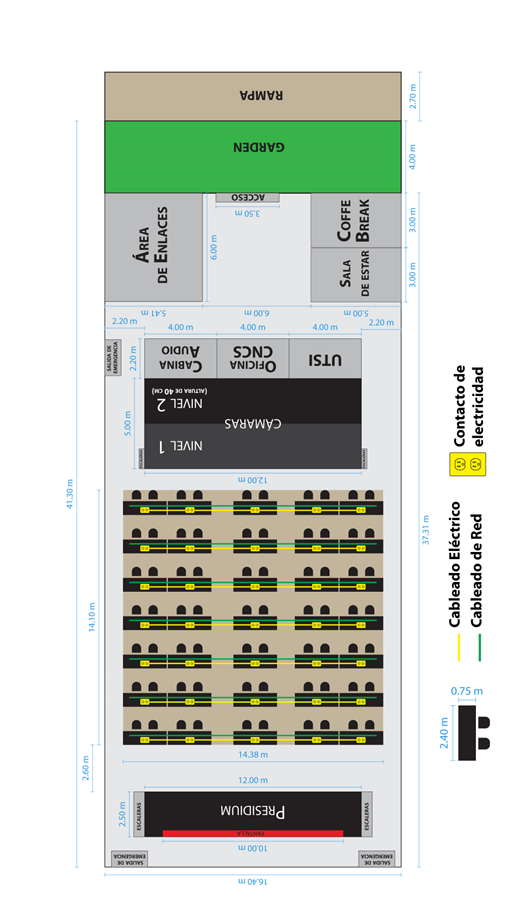 RAMPA
2.70 m
GARDEN
4.00 m
ACCESO
3.50 m
ÁREA
DE ENLACES
6.00 m
COFFE
BREAK
3.00 m
SALA
DE ESTAR
3.00 m
5.41 m
6.00 m
5.00 m
2.20 m
4.00 m
4.00 m
4.00 m
2.20 m
SALIDA DE
EMERGENCIA
2.20 m
CABINA
AUDIO
OFICINA
CNCS
UTSI
NIVEL 2
(ALTURA DE 40 CM)
CÁMARAS
NIVEL 1
5.00 m
ESCALERAS
ESCALERAS
12.00 m
41.30 m
37.31 m
14.10 m
14.38 m
2.60 m
12.00 m
2.50 m
ESCALERAS
PRESIDIUM
ESCALERAS
PANTALLA
10.00 m
SALIDA DE
EMERGENCIA
SALIDA DE
EMERGENCIA
16.40 m
Contacto de
electricidad
Cableado Eléctrico
Cableado de Red
0.75 m
2.40 m